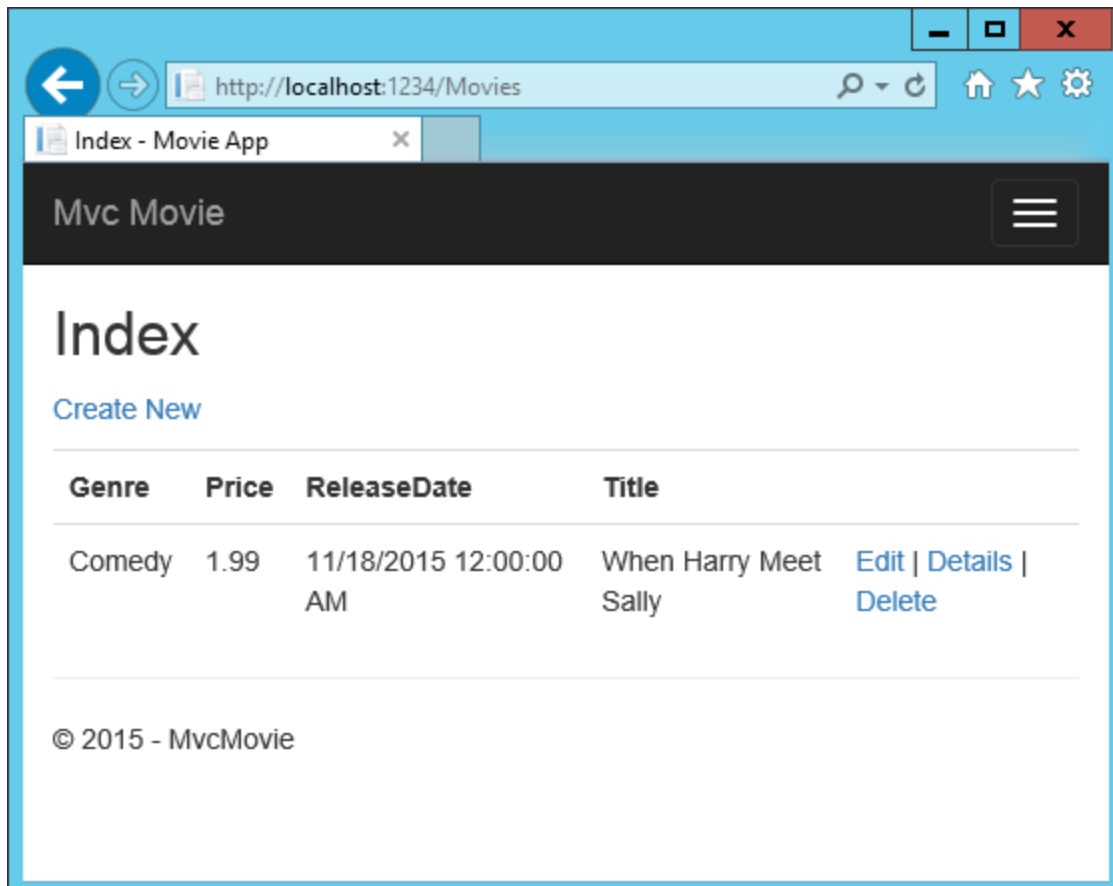 http://localhost:1234/Movies
Index - Movie App
Mvc Movie
Index
Create New
Genre Price ReleaseDate Title
Comedy 1.99 11/18/2015 12:00:00 When Harry Meet Edit | Details |
AM Sally Delete
© 2015 - MvcMovie